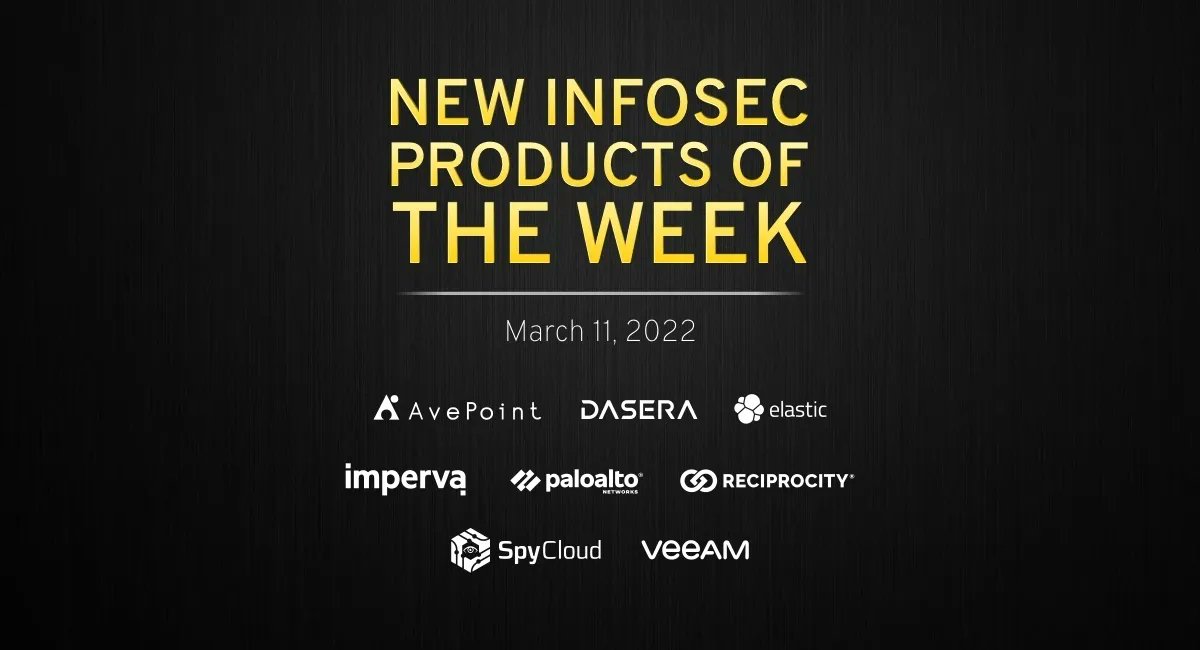 NEW INFOSEC
PRODUCTS OF
THE WEEK
March 11, 2022
AvePoint DASERA elastic
imperva paloalto® NETWORKS RECIPROCITY®
SpyCloud veeAM